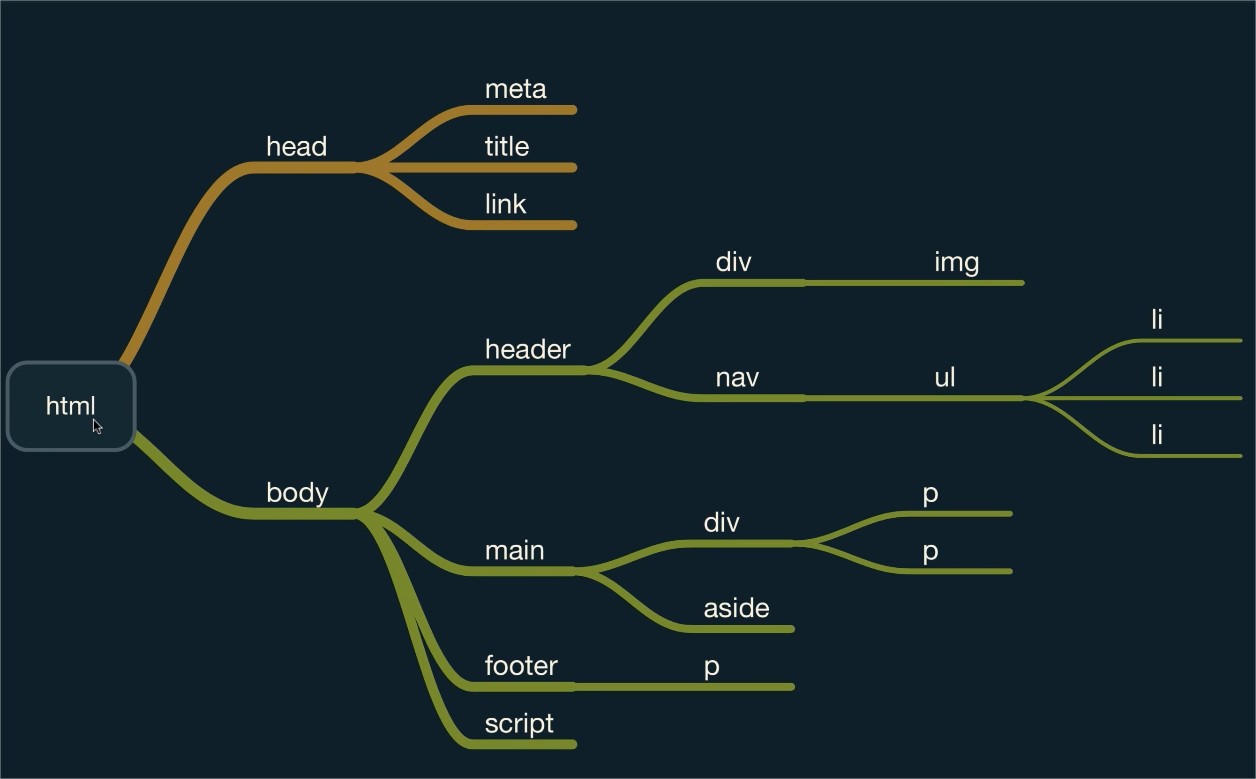 html
head
meta
title
link
body
header
div
img
nav
ul
li
li
li
main
div
p
p
aside
footer
p
script